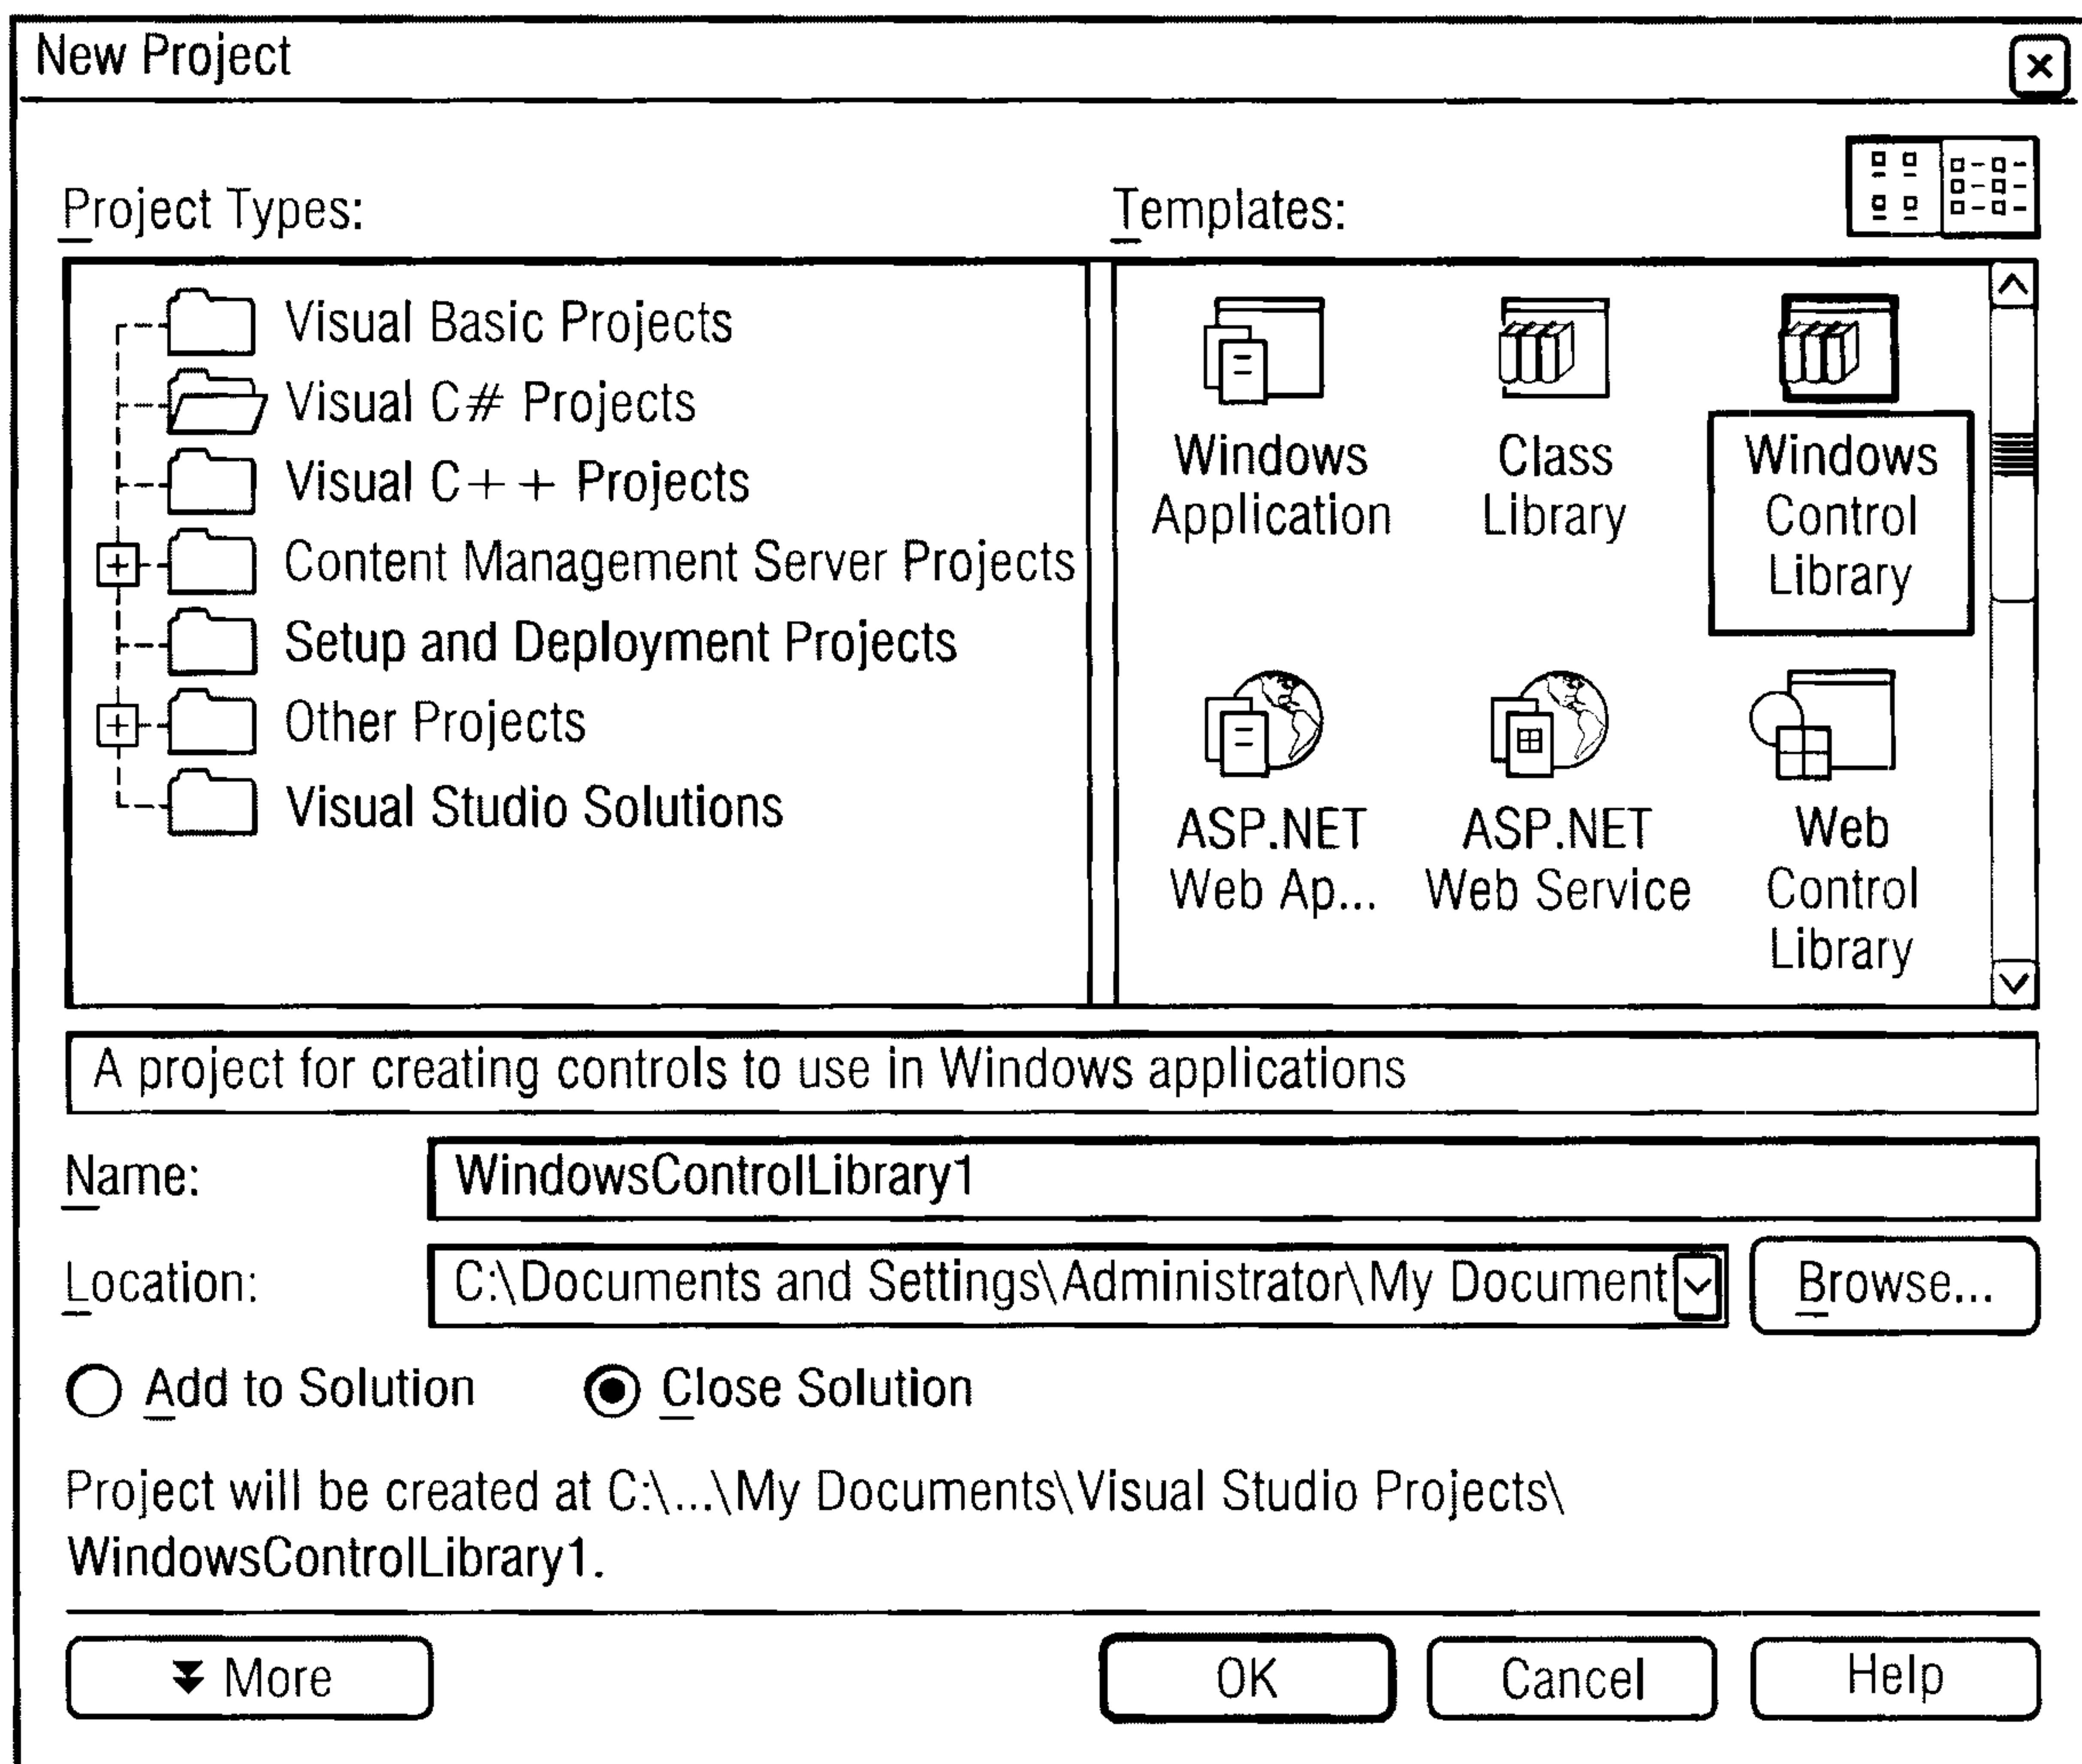 New Project
Project Types:
Templates:
Visual Basic Projects
Visual C# Projects
Visual C++ Projects
Content Management Server Projects
Setup and Deployment Projects
Other Projects
Visual Studio Solutions
Windows
Application
Class
Library
Windows
Control
Library
ASP.NET
Web Ap...
ASP.NET
Web Service
Web
Control
Library
A project for creating controls to use in Windows applications
Name:
WindowsControlLibrary1
Location:
C:\Documents and Settings\Administrator\My Document
Browse...
Add to Solution
Close Solution
Project will be created at C:\...\My Documents\Visual Studio Projects\
WindowsControlLibrary1.
More
OK
Cancel
Help